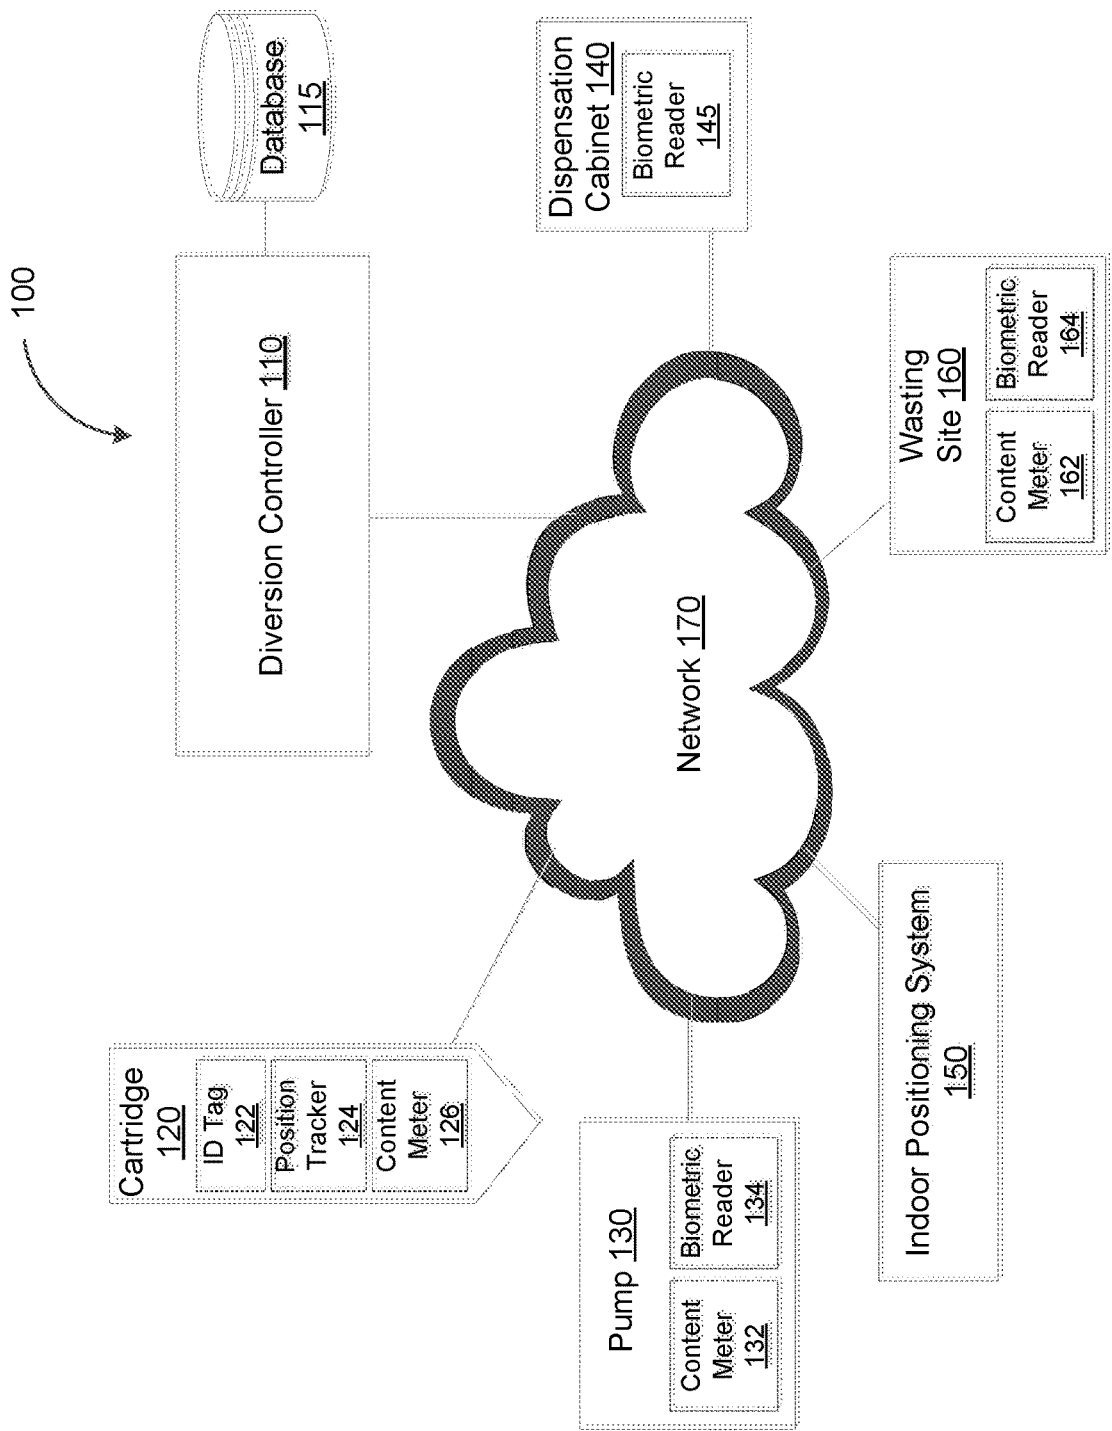 100
Diversion Controller 110
Database
115
Cartridge
120
ID Tag
122
Position
Tracker
124
Content
Meter
126
Network 170
Dispensation
Cabinet 140
Biometric
Reader
145
Pump 130
Content
Meter
132
Biometric
Reader
134
Indoor Positioning System
150
Wasting
Site 160
Content
Meter
162
Biometric
Reader
164